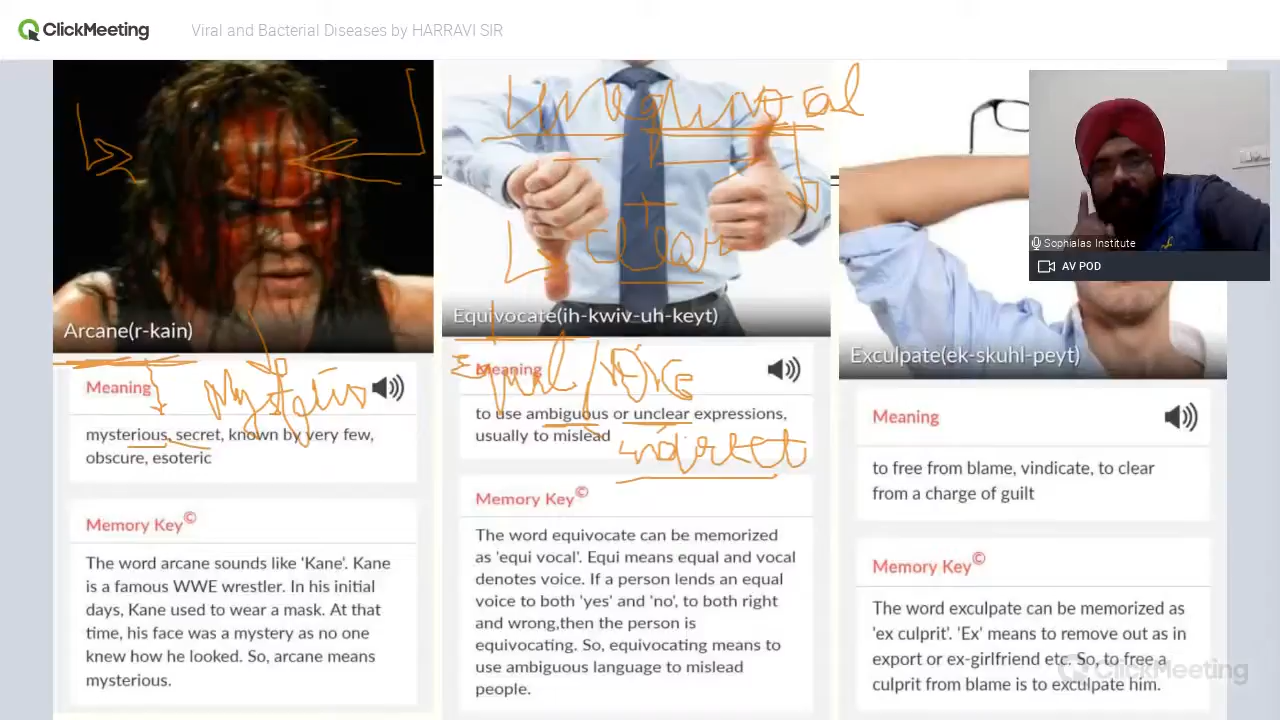 ClickMeeting
Viral and Bacterial Diseases by HARRAVI SIR
Unequivocal
clear
Sophialas Institute
AV POD
Arcane(r-kain)
Meaning
mysterious, secret, known by very few,
obscure, esoteric
Memory Key©
The word arcane sounds like 'Kane'. Kane
is a famous WWE wrestler. In his initial
days, Kane used to wear a mask. At that
time, his face was a mystery as no one
knew how he looked. So, arcane means
mysterious.
Equivocate(ih-kwiv-uh-keyt)
Equal/voice
Meaning
to use ambiguous or unclear expressions,
usually to mislead
indirect
Memory Key©
The word equivocate can be memorized
as 'equi vocal'. Equi means equal and vocal
denotes voice. If a person lends an equal
voice to both 'yes' and 'no', to both right
and wrong,then the person is
equivocating. So, equivocating means to
use ambiguous language to mislead
people.
Exculpate(ek-skuhl-peyt)
Meaning
to free from blame, vindicate, to clear
from a charge of guilt
Memory Key©
The word exculpate can be memorized as
'ex culprit'. 'Ex' means to remove out as in
export or ex-girlfriend etc. So, to free a
culprit from blame is to exculpate him.
ClickMeeting